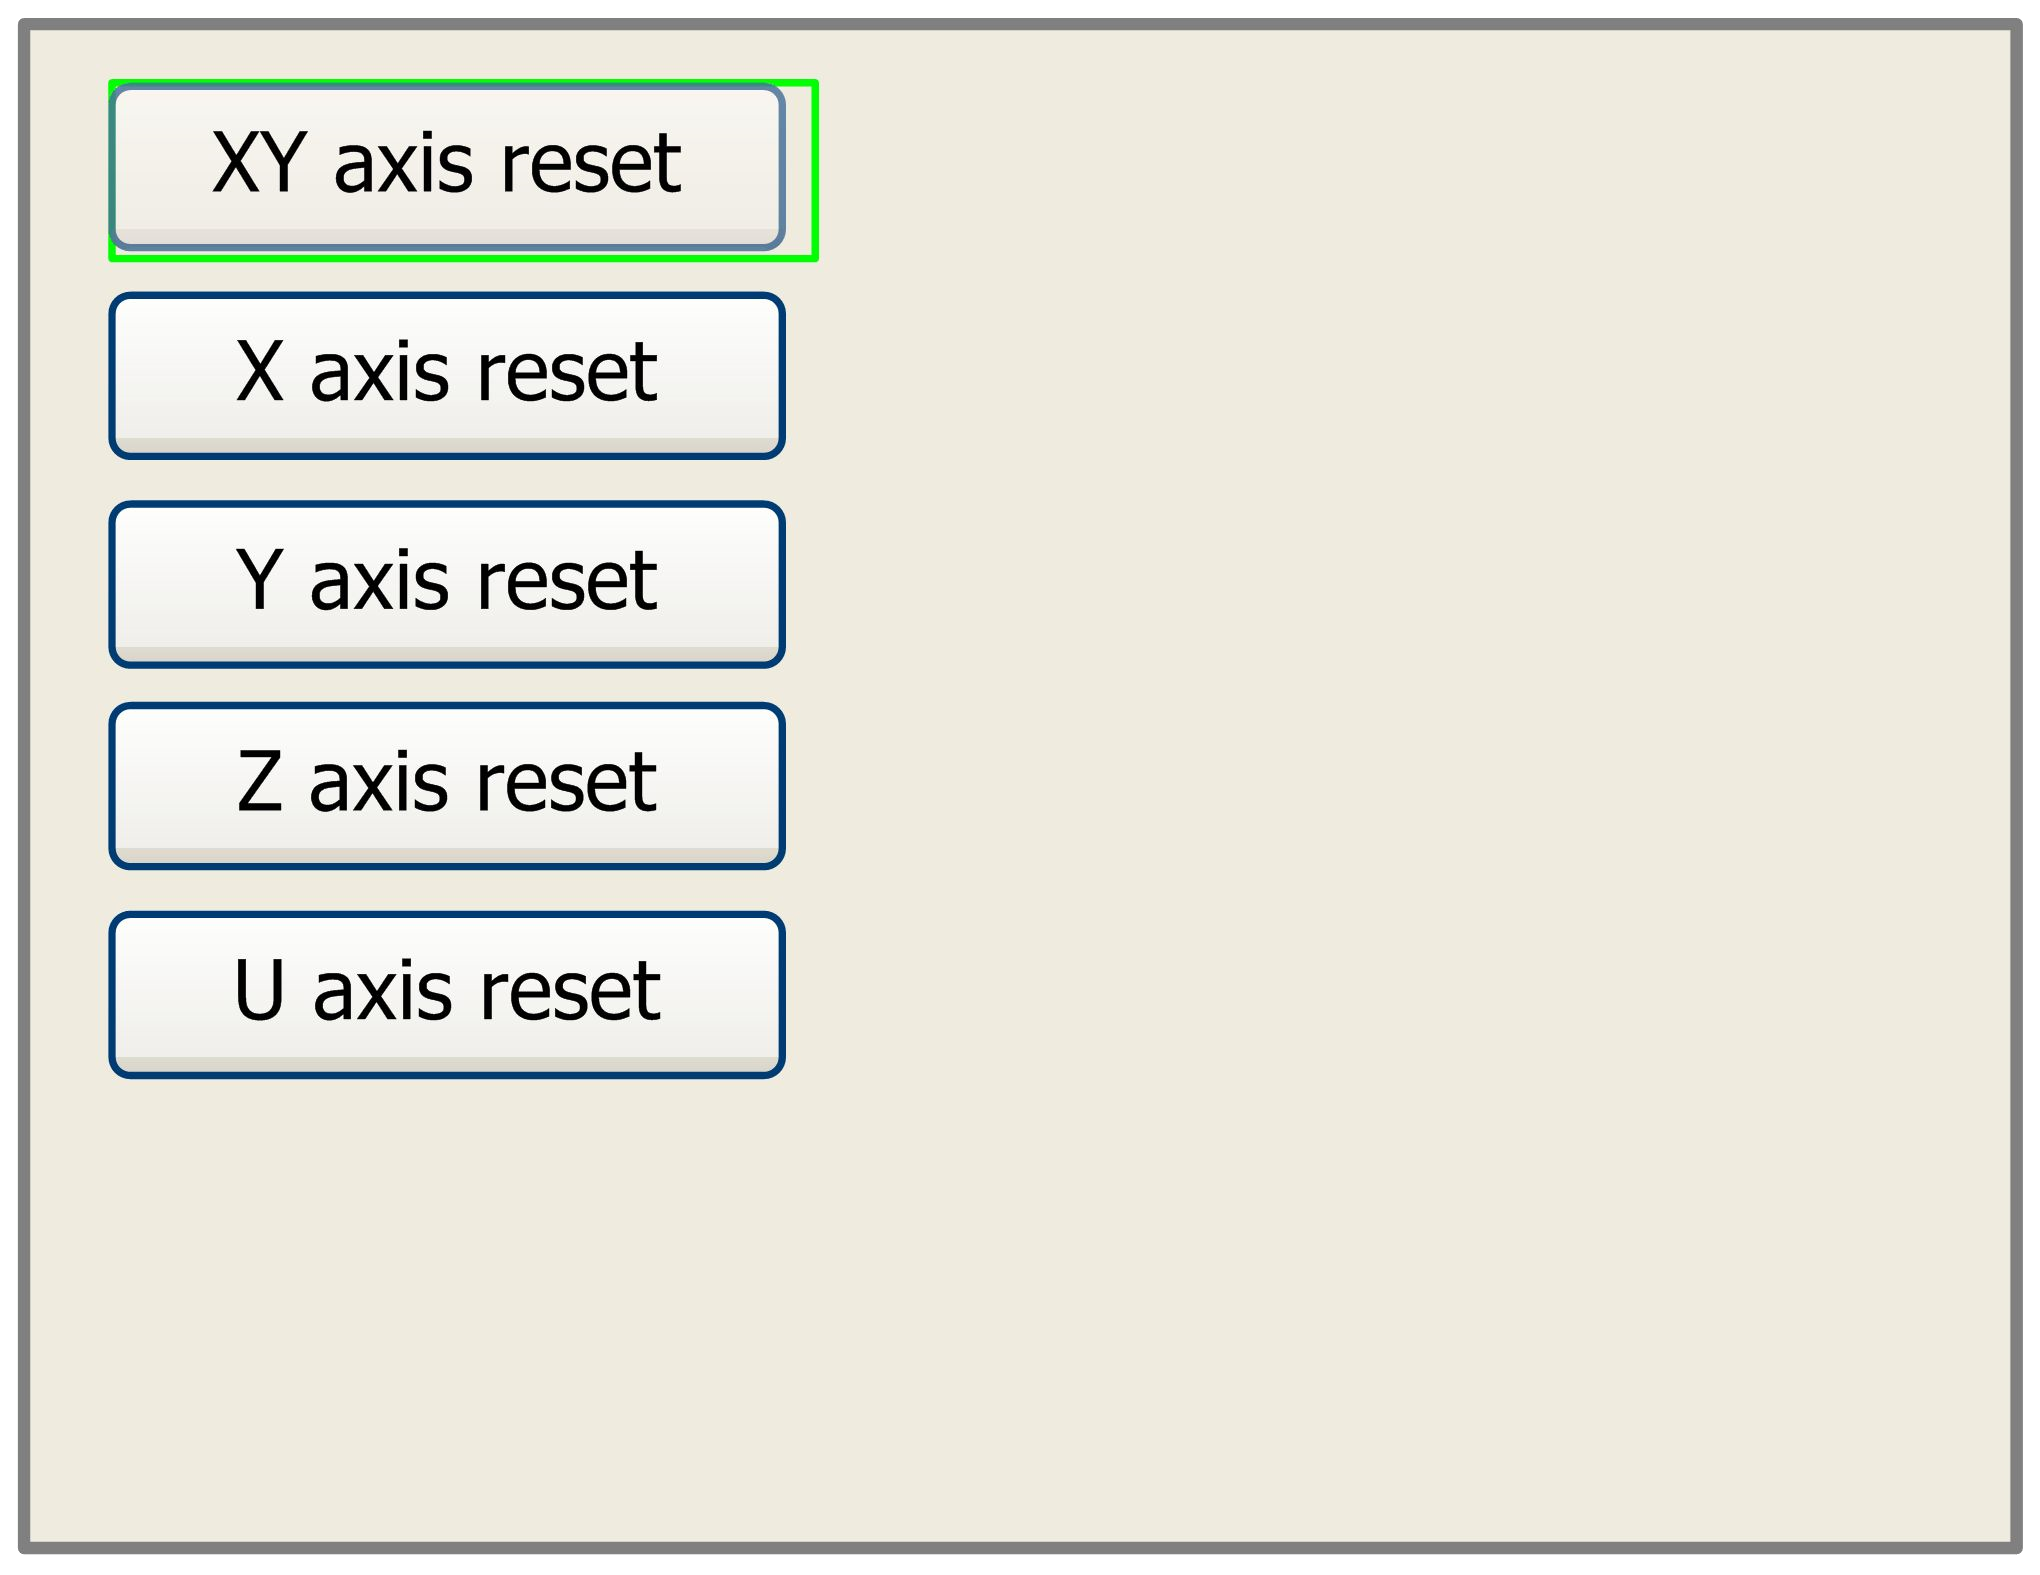 XY axis reset
X axis reset
Y axis reset
Z axis reset
U axis reset